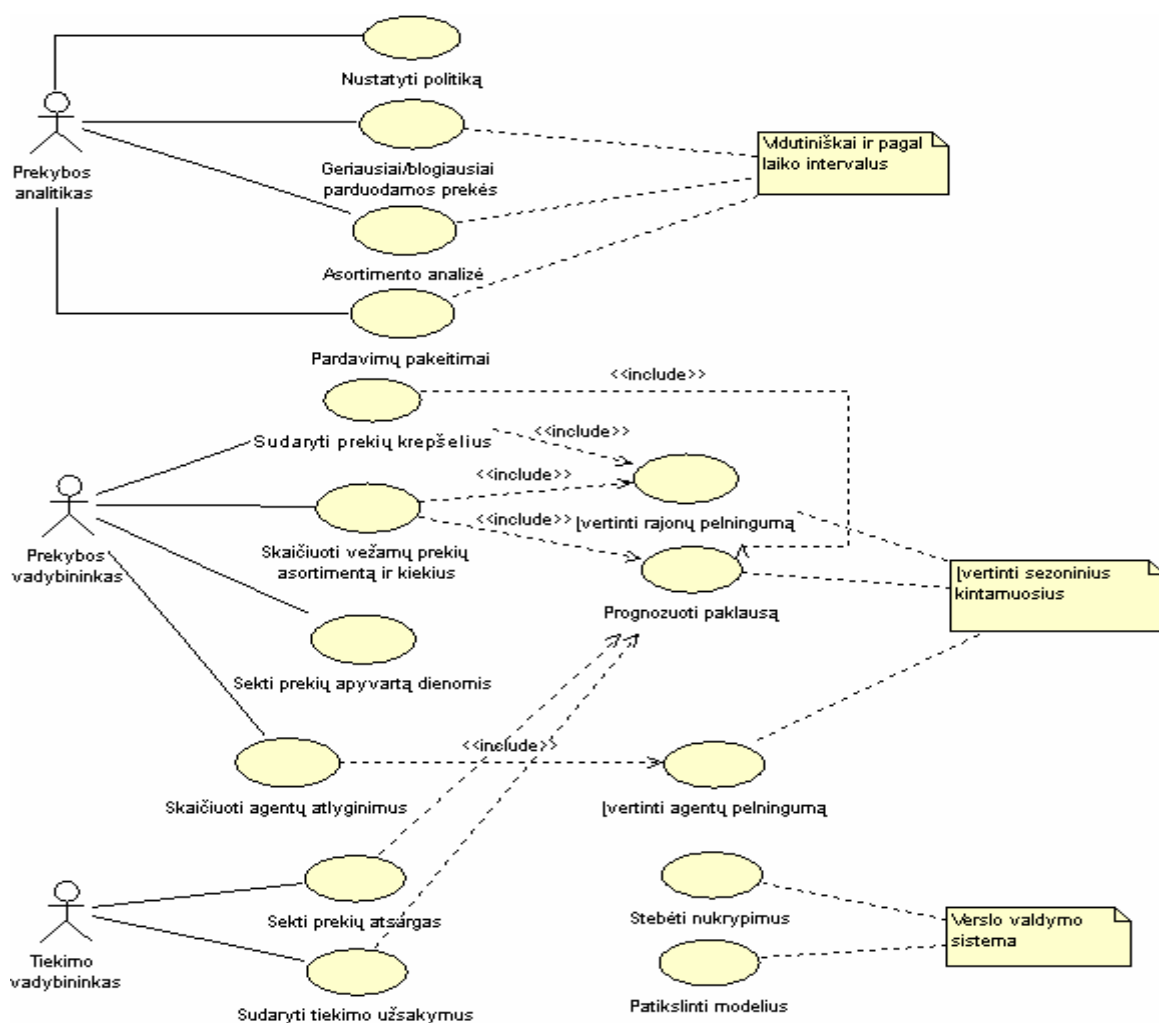 Nustatyti politiką
Prekybos
analitikas
Geriausiai/blogiausiai
parduodamos prekės
Vidutiniškai ir pagal
laiko intervalus
Asortimento analizė
Pardavimų pakeitimai
<<include>>
Sudaryti prekių krepšelius
<<include>>
<<include>>
Įvertinti rajonų pelningumą
<<include>>
Prekybos
vadybininkas
Skaičiuoti vežamų prekių
asortimentą ir kiekius
Prognozuoti paklausą
Įvertinti sezoninius
kintamuosius
Sekti prekių apyvartą dienomis
<<include>>
Skaičiuoti agentų atlyginimus
Įvertinti agentų pelningumą
Sekti prekių atsargas
Stebėti nukrypimus
Verslo valdymo
sistema
Tiekimo
vadybininkas
Sudaryti tiekimo užsakymus
Patikslinti modelius